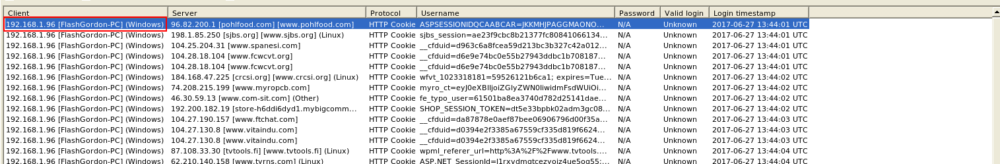 Client Server Protocol Username Password Valid login Login timestamp
192.168.1.96 [FlashGordon-PC] (Windows) 96.82.200.1 [pohlfood.com] [www.pohlfood.com] HTTP Cookie ASPSESSIONIDQCAABCAR=JKKMHJPAGGMAONO... N/A Unknown 2017-06-27 13:44:01 UTC
192.168.1.96 [FlashGordon-PC] (Windows) 198.1.85.250 [sjbs.org] [www.sjbs.org] (Linux) HTTP Cookie sjbs_session=ae23f9cbc8b21377fc80841066134... N/A Unknown 2017-06-27 13:44:01 UTC
192.168.1.96 [FlashGordon-PC] (Windows) 104.25.204.31 [www.spanesi.com] HTTP Cookie __cfduid=d963c6a8fcea59d213bc3b327c42a012... N/A Unknown 2017-06-27 13:44:01 UTC
192.168.1.96 [FlashGordon-PC] (Windows) 104.28.18.104 [www.fcwcvt.org] HTTP Cookie __cfduid=d6e9e74bc0e55b27943ddbc1b708187... N/A Unknown 2017-06-27 13:44:01 UTC
192.168.1.96 [FlashGordon-PC] (Windows) 104.28.18.104 [www.fcwcvt.org] HTTP Cookie __cfduid=d6e9e74bc0e55b27943ddbc1b708187... N/A Unknown 2017-06-27 13:44:01 UTC
192.168.1.96 [FlashGordon-PC] (Windows) 184.168.47.225 [crcsi.org] [www.crcsi.org] (Linux) HTTP Cookie wfvt_1023318181=59526121b6ca1; expires=Tue... N/A Unknown 2017-06-27 13:44:02 UTC
192.168.1.96 [FlashGordon-PC] (Windows) 74.208.215.199 [www.myropcb.com] HTTP Cookie myro_ct=eyJ0eXBlIjoiZGlyZWN0IiwidmFsdWUiOi... N/A Unknown 2017-06-27 13:44:02 UTC
192.168.1.96 [FlashGordon-PC] (Windows) 46.30.59.13 [www.com-sit.com] (Other) HTTP Cookie fe_typo_user=61501ba8ea3740d782d25141dae... N/A Unknown 2017-06-27 13:44:02 UTC
192.168.1.96 [FlashGordon-PC] (Windows) 192.200.182.19 [store-h6ddi6dyd1.mybigcomm... HTTP Cookie SHOP_SESSION_TOKEN=dt5e33bpbk02adm3gc08... N/A Unknown 2017-06-27 13:44:02 UTC
192.168.1.96 [FlashGordon-PC] (Windows) 104.27.190.157 [www.ftchat.com] HTTP Cookie __cfduid=da87878e0aef87bee06906796d00f35a... N/A Unknown 2017-06-27 13:44:03 UTC
192.168.1.96 [FlashGordon-PC] (Windows) 104.27.130.8 [www.vitaindu.com] HTTP Cookie __cfduid=d0394e2f3385a67559cf335d819f6624... N/A Unknown 2017-06-27 13:44:03 UTC
192.168.1.96 [FlashGordon-PC] (Windows) 104.27.130.8 [www.vitaindu.com] HTTP Cookie __cfduid=d0394e2f3385a67559cf335d819f6624... N/A Unknown 2017-06-27 13:44:03 UTC
192.168.1.96 [FlashGordon-PC] (Windows) 87.108.33.30 [tvtools.fi] [www.tvtools.fi] (Linux) HTTP Cookie wpml_referer_url=http%3A%2F%2Fwww.tvtools.... N/A Unknown 2017-06-27 13:44:04 UTC
192.168.1.96 [FlashGordon-PC] (Windows) 62.210.140.158 [www.tvrns.com] (Linux) HTTP Cookie N/A Unknown 2017-06-27 13:44:04 UTC